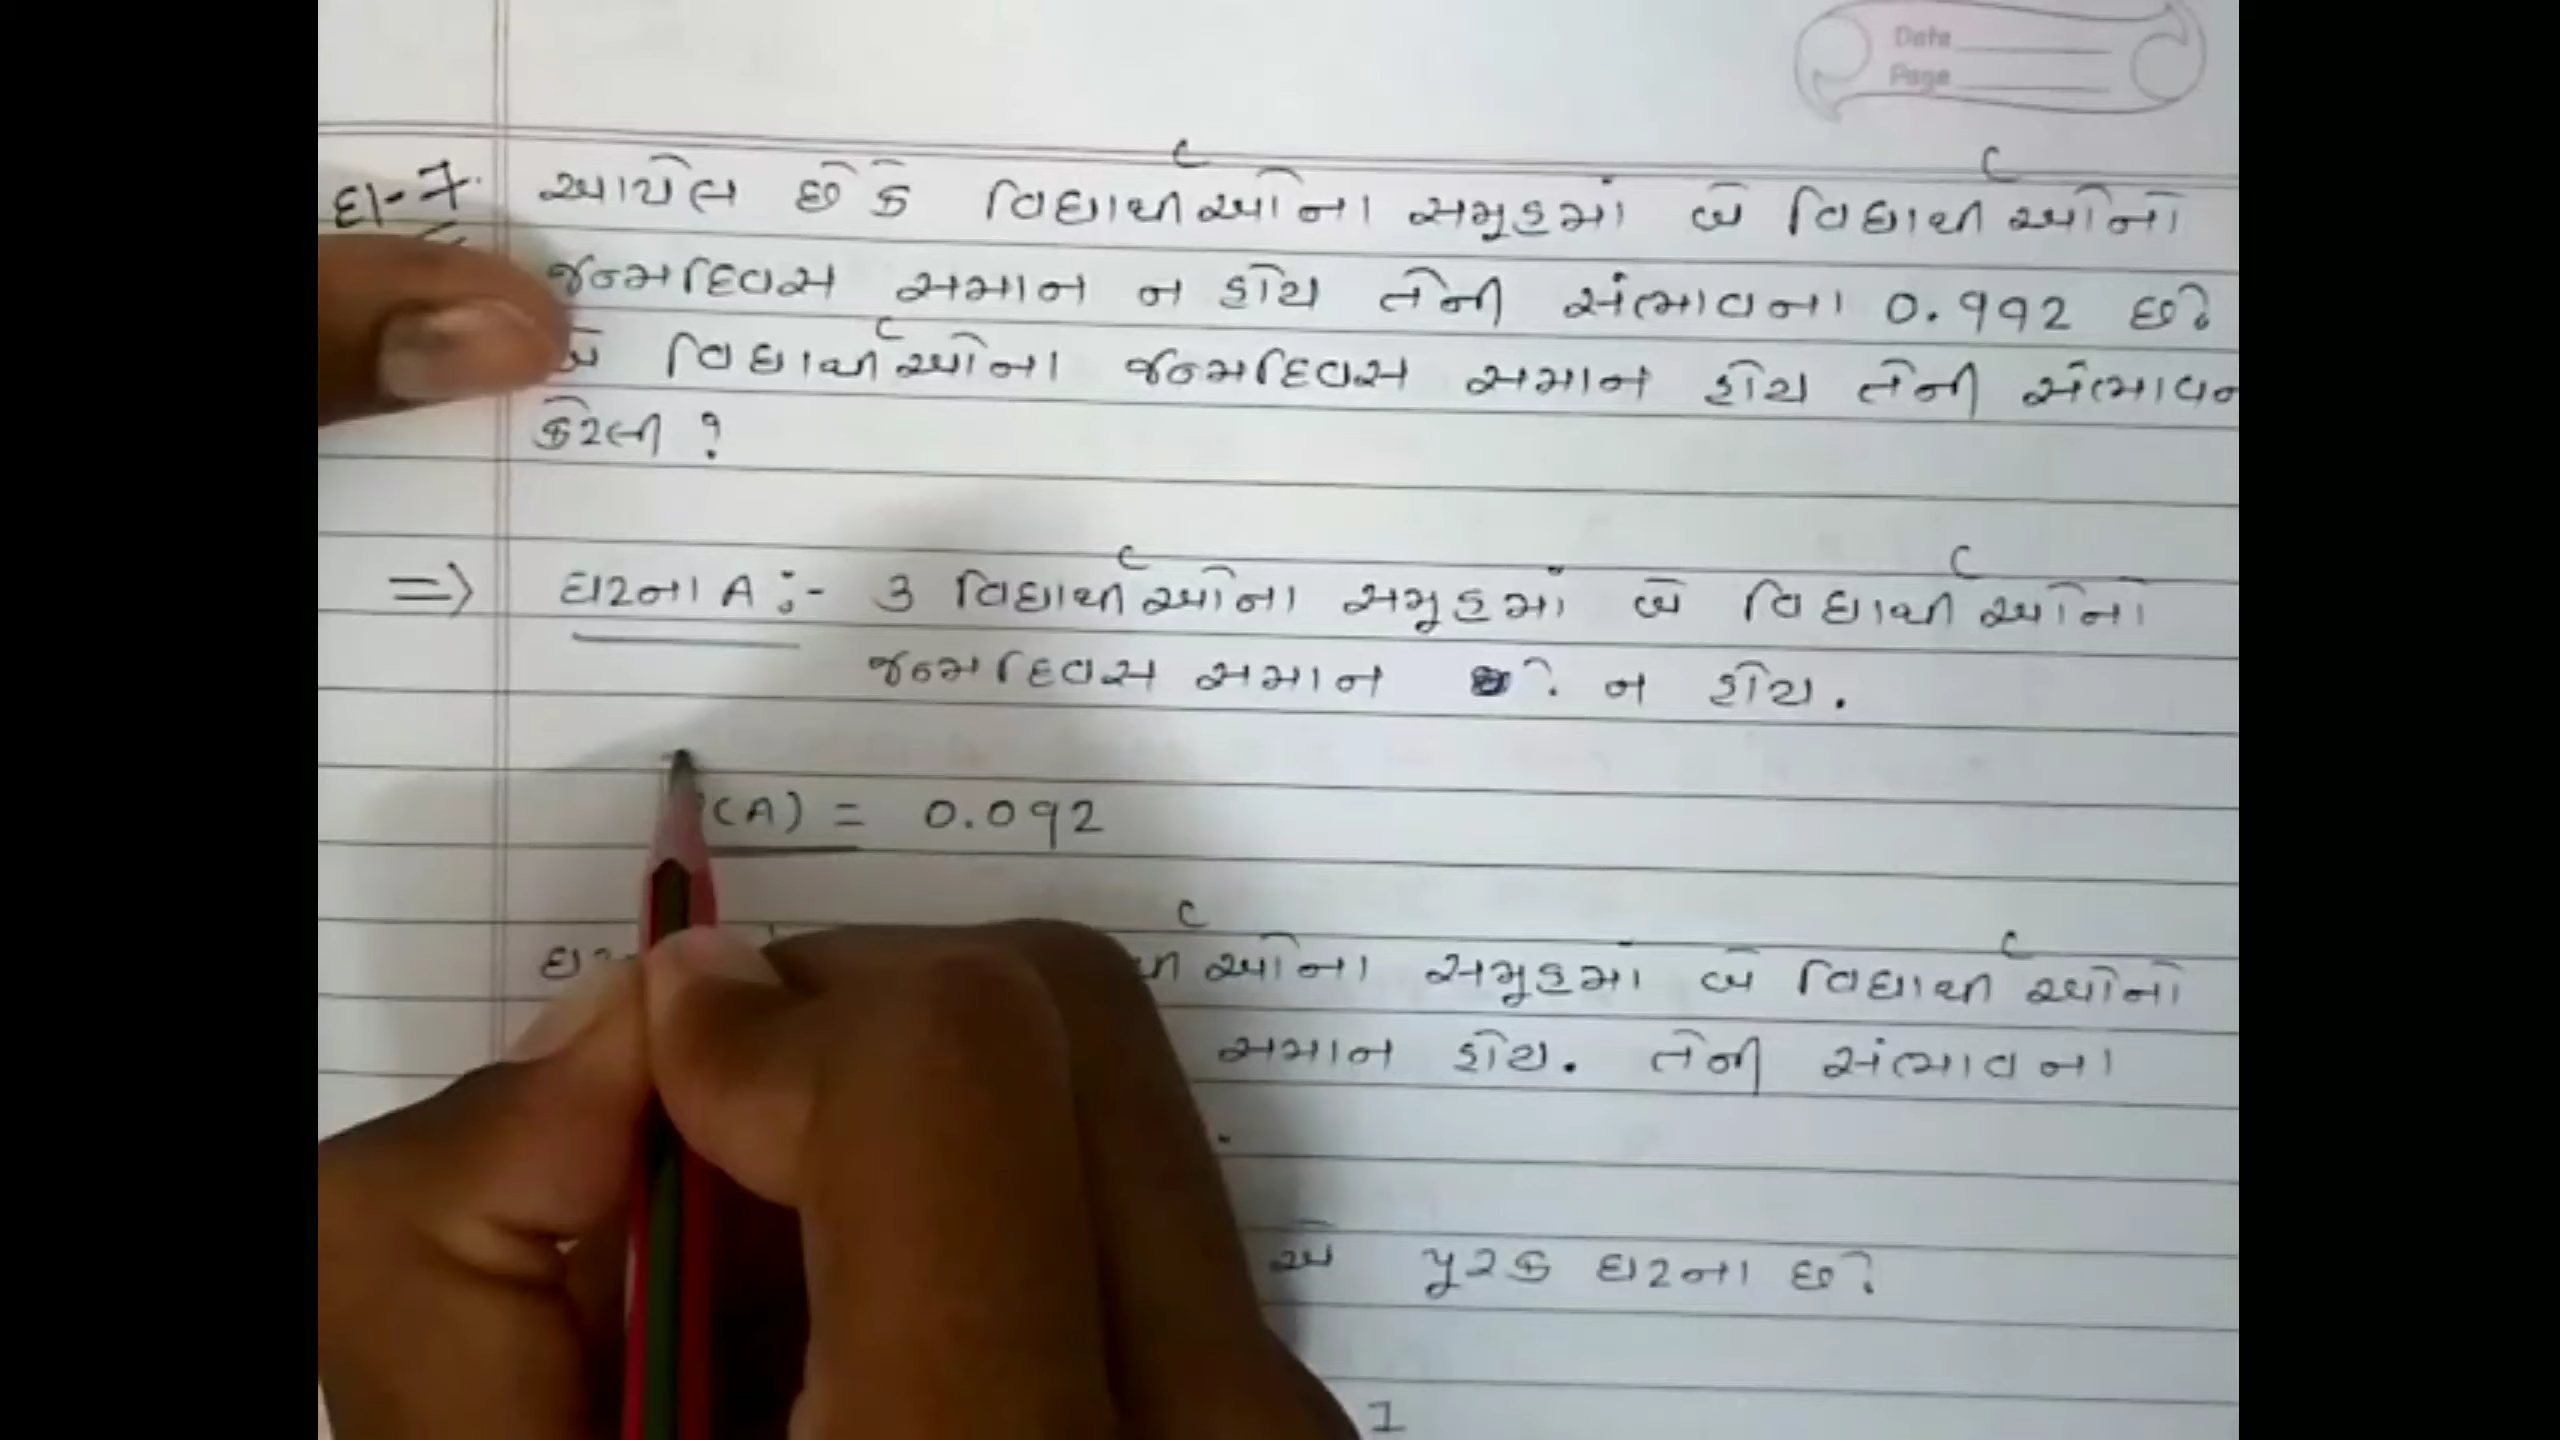 Date
Page
દા-7. આપેલ છે કે વિદ્યાર્થીઓના સમુહમાં બે વિદ્યાર્થીઓનો
જન્મદિવસ સમાન ન હોય તેની સંભાવના 0.992 છે
બે વિદ્યાર્થીઓના જન્મદિવસ સમાન હોય તેની સંભાવન
કેટલી ?
=> ઘટના A :- 3 વિદ્યાર્થીઓના સમુહમાં બે વિદ્યાર્થીઓનો
જન્મદિવસ સમાન ન હોય.
(A) = 0.092
ઓના સમુહમાં બે વિદ્યાર્થીઓનો
સમાન હોય. તેની સંભાવના
એ પુરક ઘટના છે
1